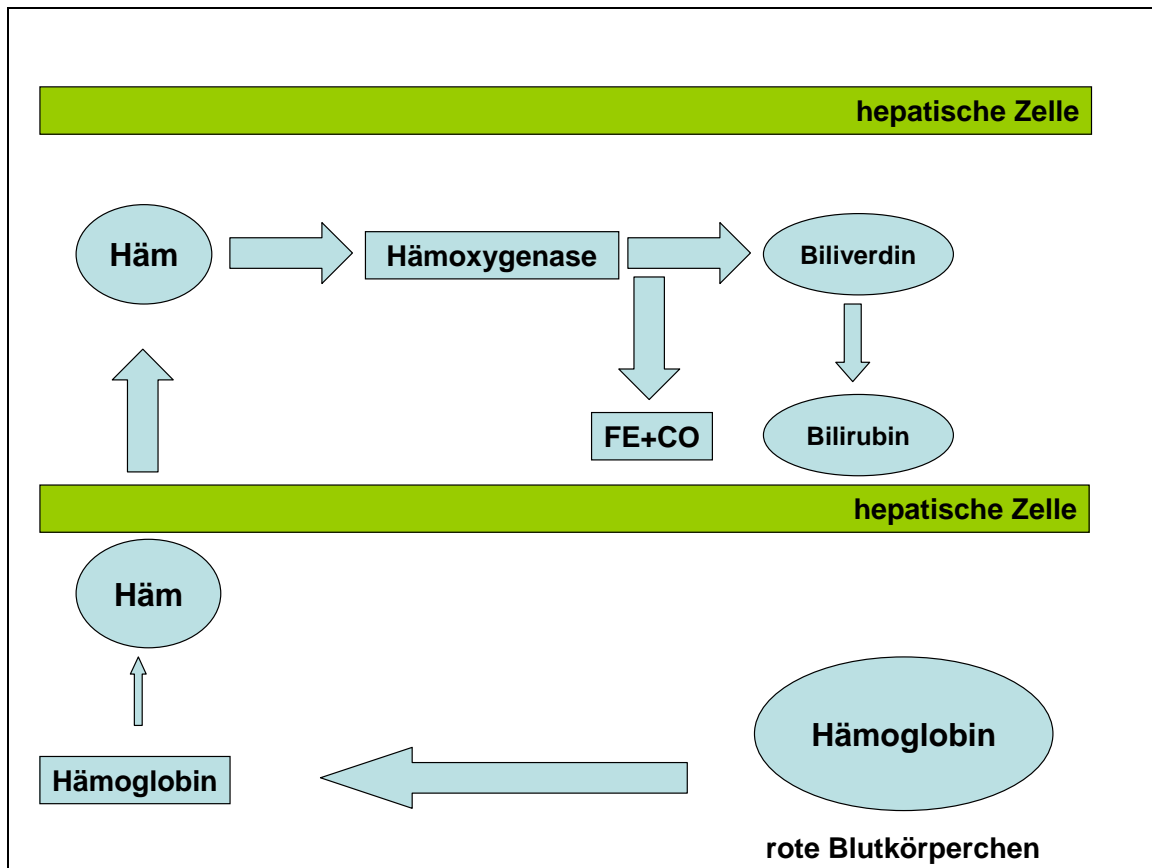 hepatische Zelle
Häm
Hämoxygenase
Biliverdin
FE+CO
Bilirubin
hepatische Zelle
Häm
Hämoglobin
Hämoglobin
rote Blutkörperchen